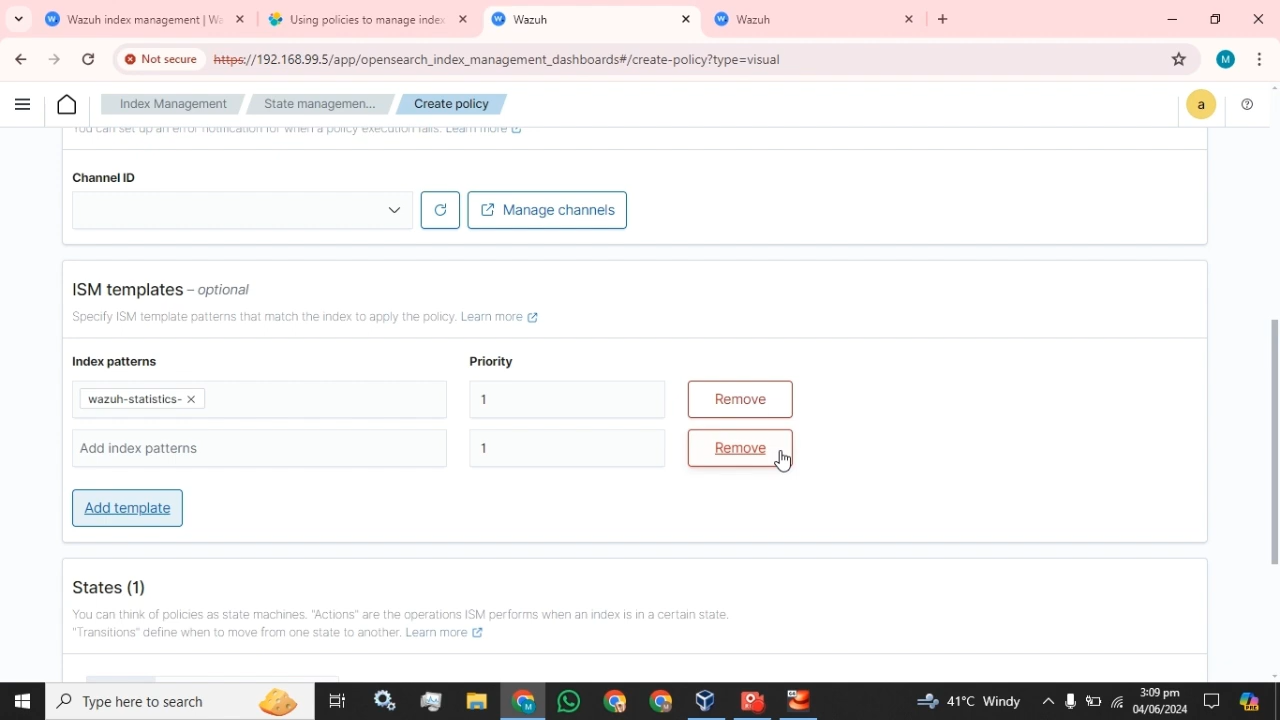 Wazuh index management | Wa
Using policies to manage index
Wazuh
Wazuh
Not secure
https://192.168.99.5/app/opensearch_index_management_dashboards#/create-policy?type=visual
M
Index Management
State managemen...
Create policy
a
You can set up an error notification for when a policy execution fails. Learn more
Channel ID
Manage channels
ISM templates – optional
Specify ISM template patterns that match the index to apply the policy. Learn more
Index patterns
Priority
wazuh-statistics-
1
Remove
Add index patterns
1
Remove
Add template
States (1)
You can think of policies as state machines. "Actions" are the operations ISM performs when an index is in a certain state.
"Transitions" define when to move from one state to another. Learn more
Type here to search
41°C Windy
3:09 pm
04/06/2024